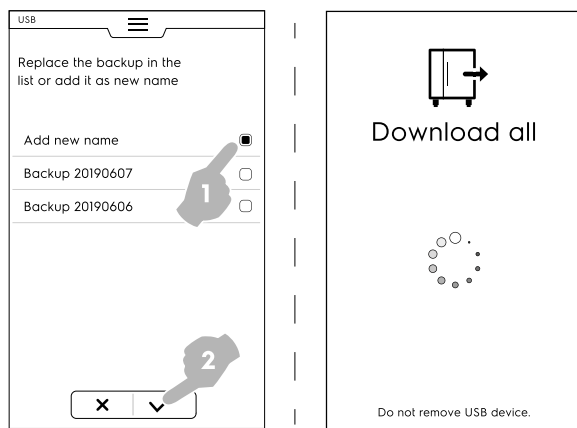 USB
Replace the backup in the
list or add it as new name
Add new name
Backup 20190607
Backup 20190606
1
2
Download all
Do not remove USB device.